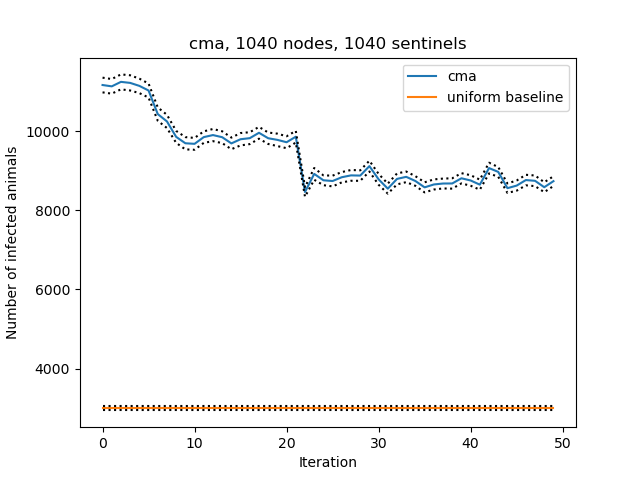 cma, 1040 nodes, 1040 sentinels
cma
uniform baseline
Number of infected animals
10000
8000
6000
4000
0 10 20 30 40 50
Iteration